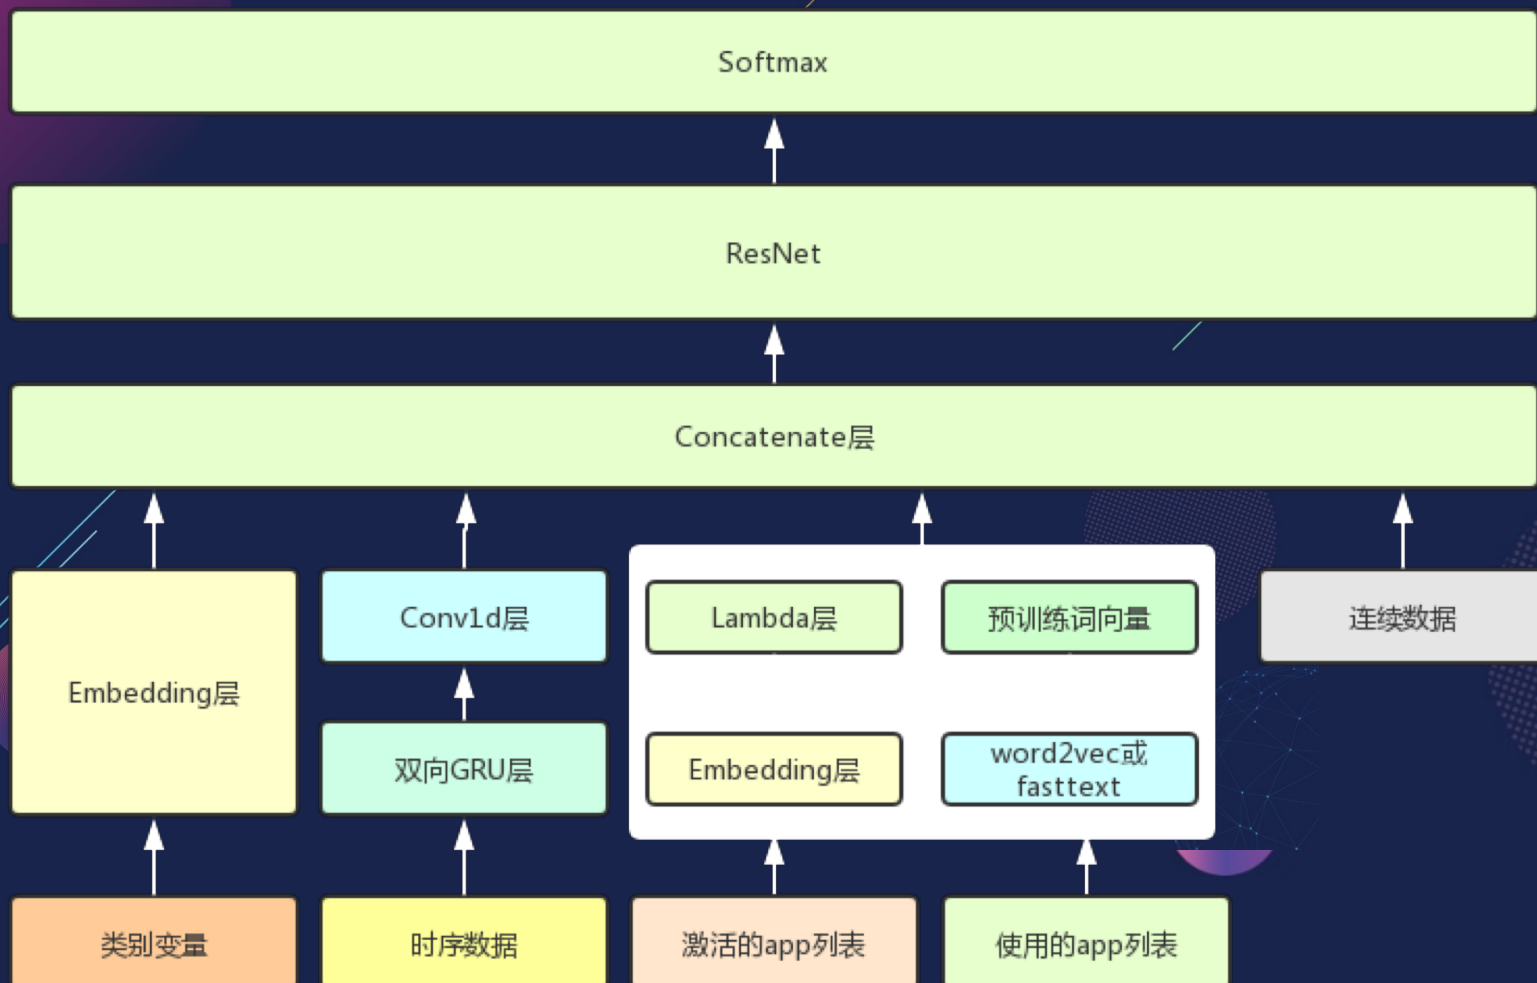 Softmax
ResNet
Concatenate层
Embedding层
Conv1d层
双向GRU层
Lambda层
预训练词向量
Embedding层
word2vec或
fasttext
连续数据
类别变量
时序数据
激活的app列表
使用的app列表